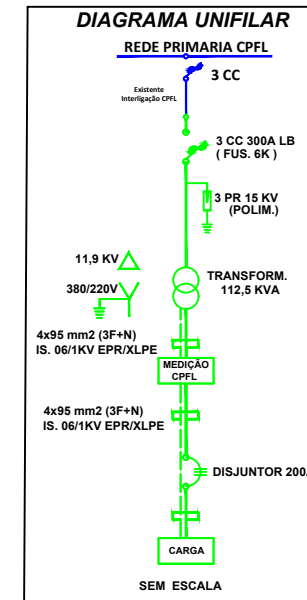 DIAGRAMA UNIFILAR
REDE PRIMARIA CPFL
3 CC
Existente
Interligação CPFL
3 CC 300A LB
( FUS. 6K )
3 PR 15 KV
(POLIM.)
11,9 KV
380/220V
TRANSFORM.
112,5 KVA
4x95 mm2 (3F+N)
IS. 06/1KV EPR/XLPE
MEDIÇÃO
CPFL
4x95 mm2 (3F+N)
IS. 06/1KV EPR/XLPE
DISJUNTOR 200A
CARGA
SEM ESCALA